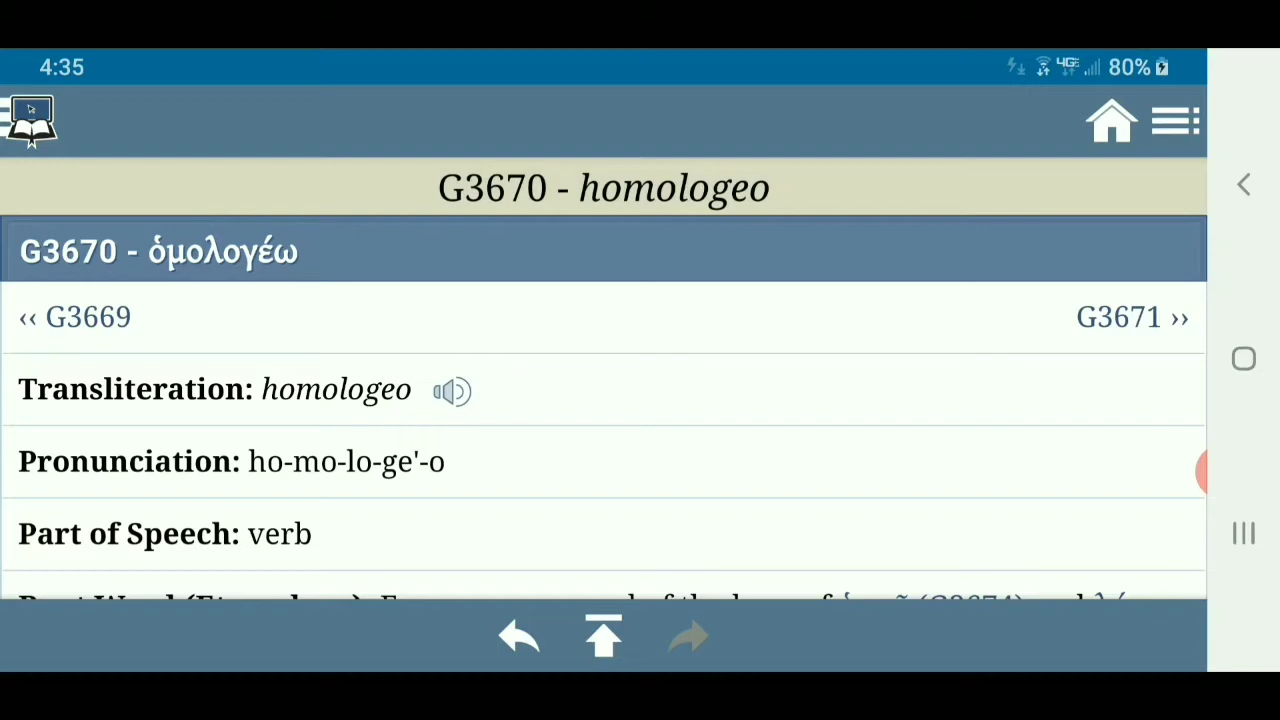 4:35 4GE 80%
G3670 - homologeo
G3670 - ὁμολογέω
‹‹ G3669 G3671 ››
Transliteration: homologeo
Pronunciation: ho-mo-lo-ge'-o
Part of Speech: verb